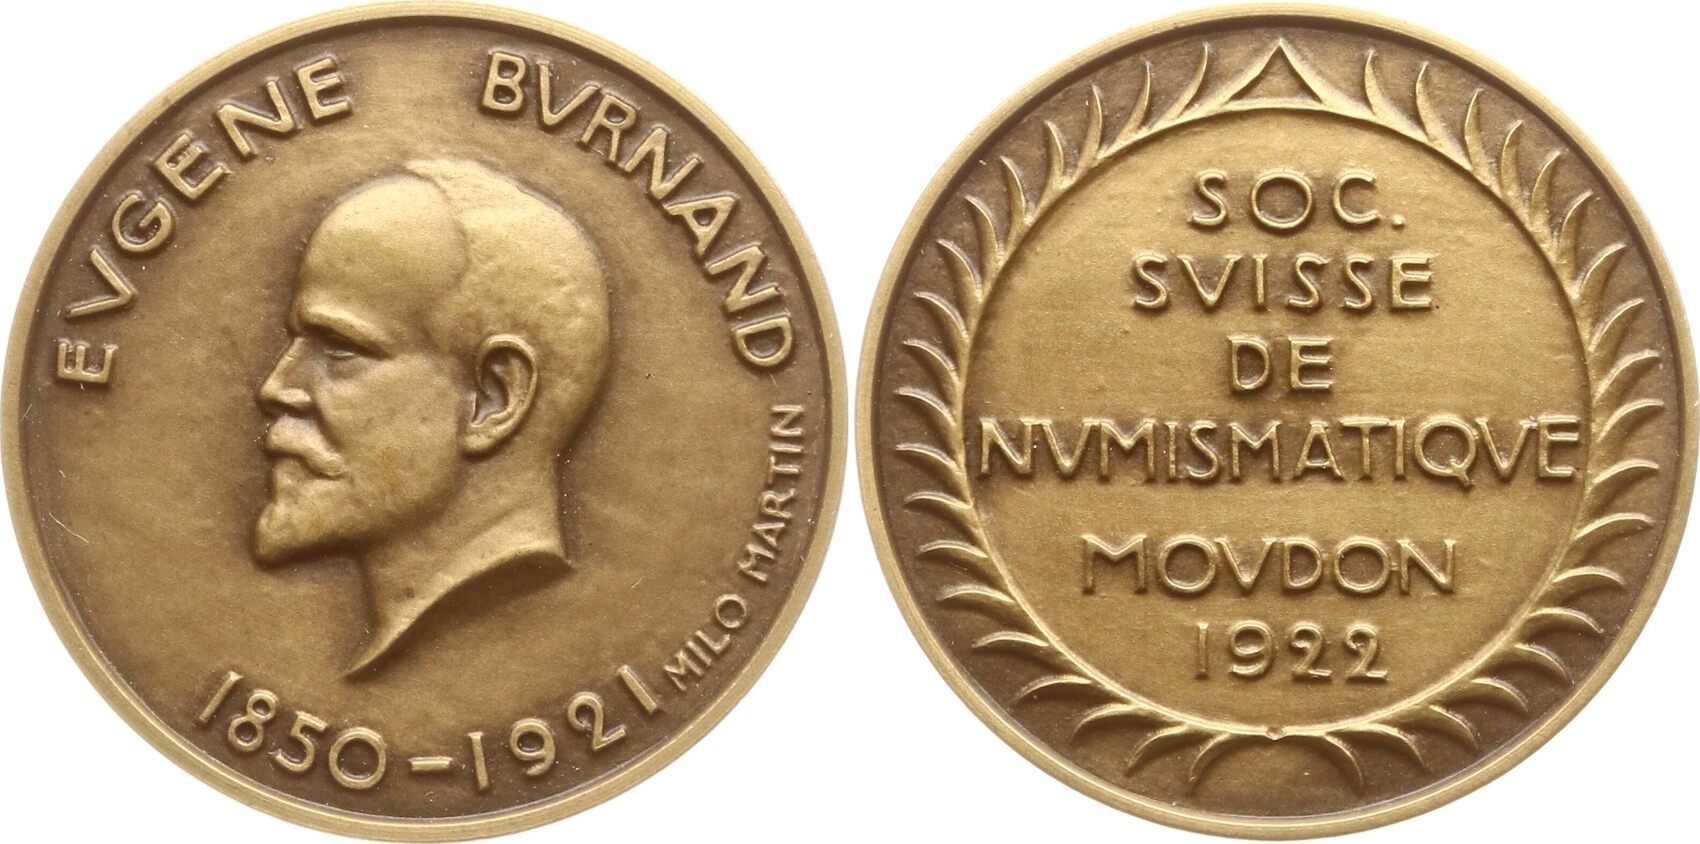 EVGENE BVRNAND
1850-1921
MILO MARTIN
SOC.
SVISSE
DE
NVMISMATIQVE
MOVDON
1922